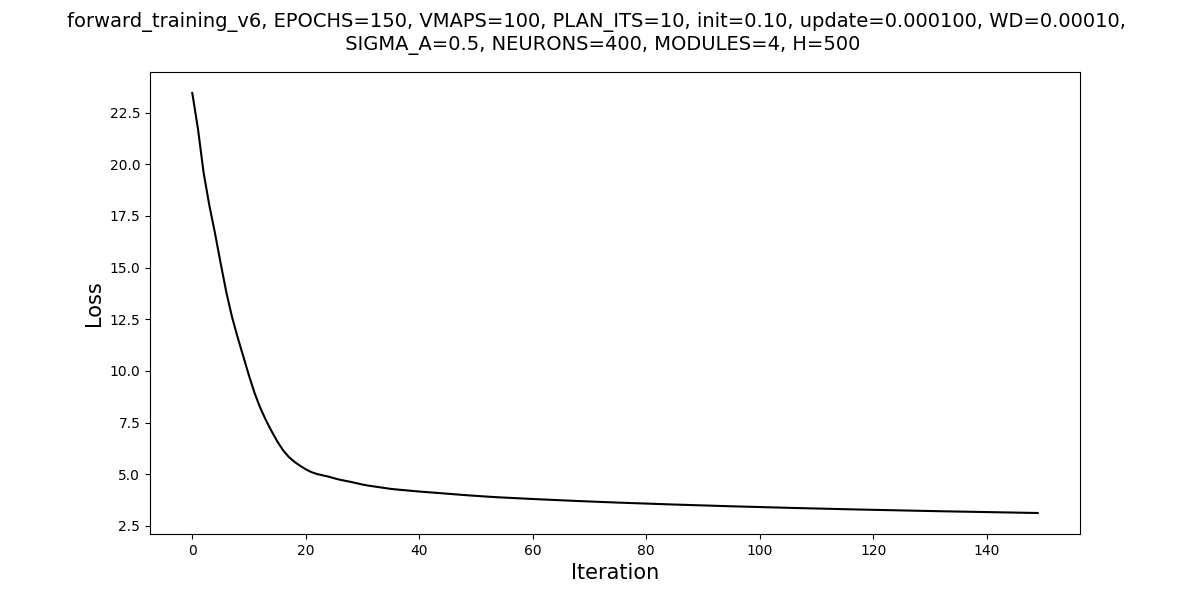 forward_training_v6, EPOCHS=150, VMAPS=100, PLAN_ITS=10, init=0.10, update=0.000100, WD=0.00010,
SIGMA_A=0.5, NEURONS=400, MODULES=4, H=500
22.5
20.0
17.5
15.0
12.5
10.0
7.5
5.0
2.5
Loss
0 20 40 60 80 100 120 140
Iteration